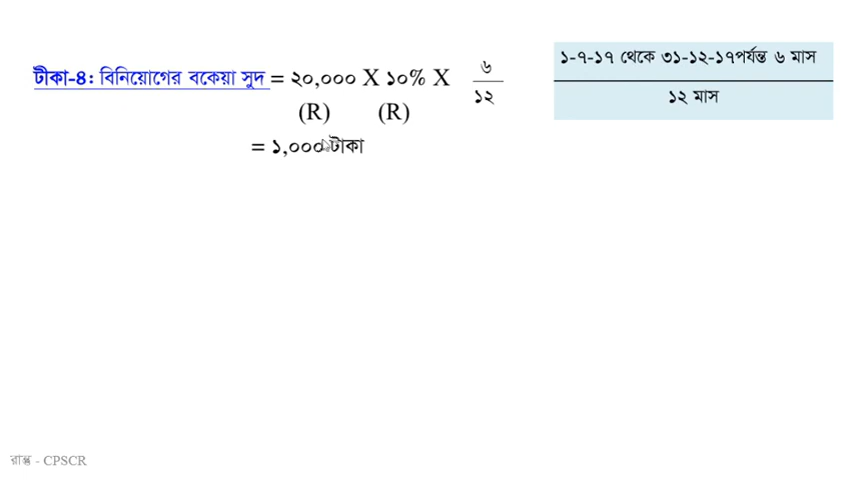 টীকা-৪: বিনিয়োগের বকেয়া সুদ = ২০,০০০ X ১০% X ৬/১২
(R) (R)
= ১,০০০ টাকা
১-৭-১৭ থেকে ৩১-১২-১৭পর্যন্ত ৬ মাস
১২ মাস
- CPSCR